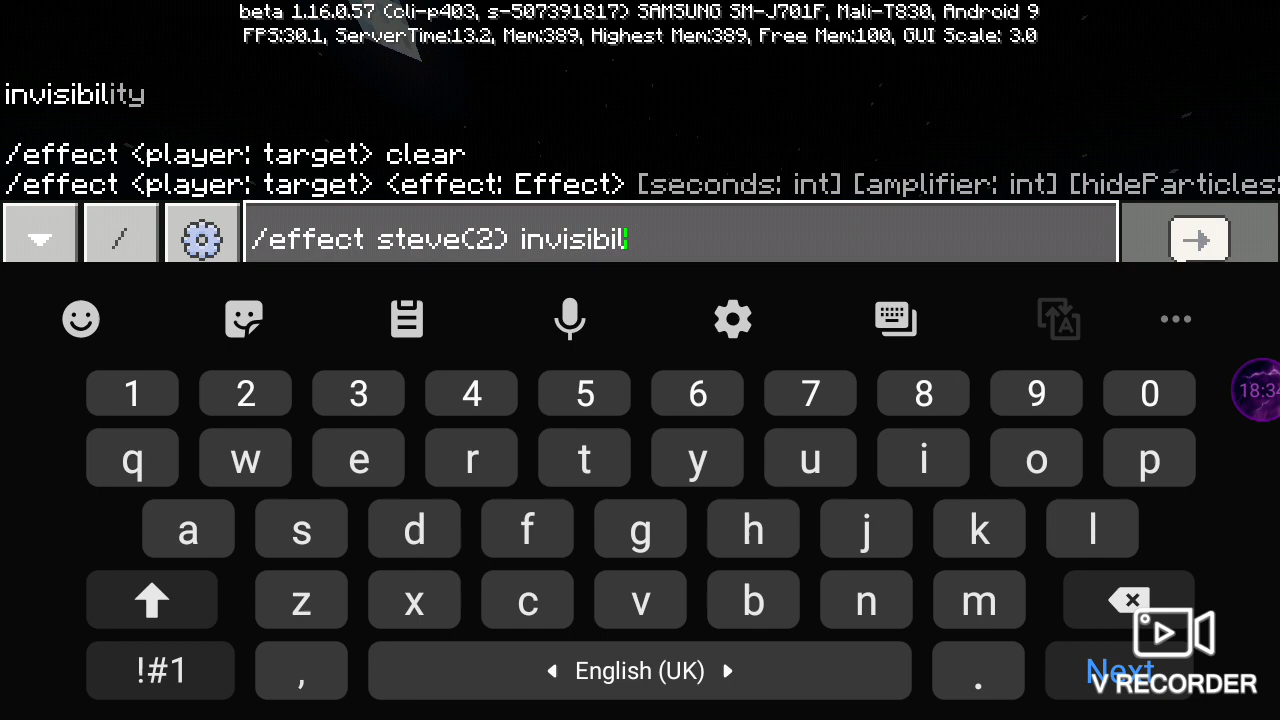 beta 1.16.0.57 (cli-p403, s-507391817) SAMSUNG SM-J701F, Mali-T830, Android 9
FPS:30.1, ServerTime:13.2, Mem:389, Highest Mem:389, Free Mem:100, GUI Scale: 3.0
invisibility
/effect <player: target> clear
/effect <player: target> <effect: Effect> [seconds: int] [amplifier: int] [hideParticles:
/ /effect steve(2) invisibil
1 2 3 4 5 6 7 8 9 0
18:34
q w e r t y u i o p
a s d f g h j k l
z x c v b n m
!#1 , English (UK) . Next
V RECORDER